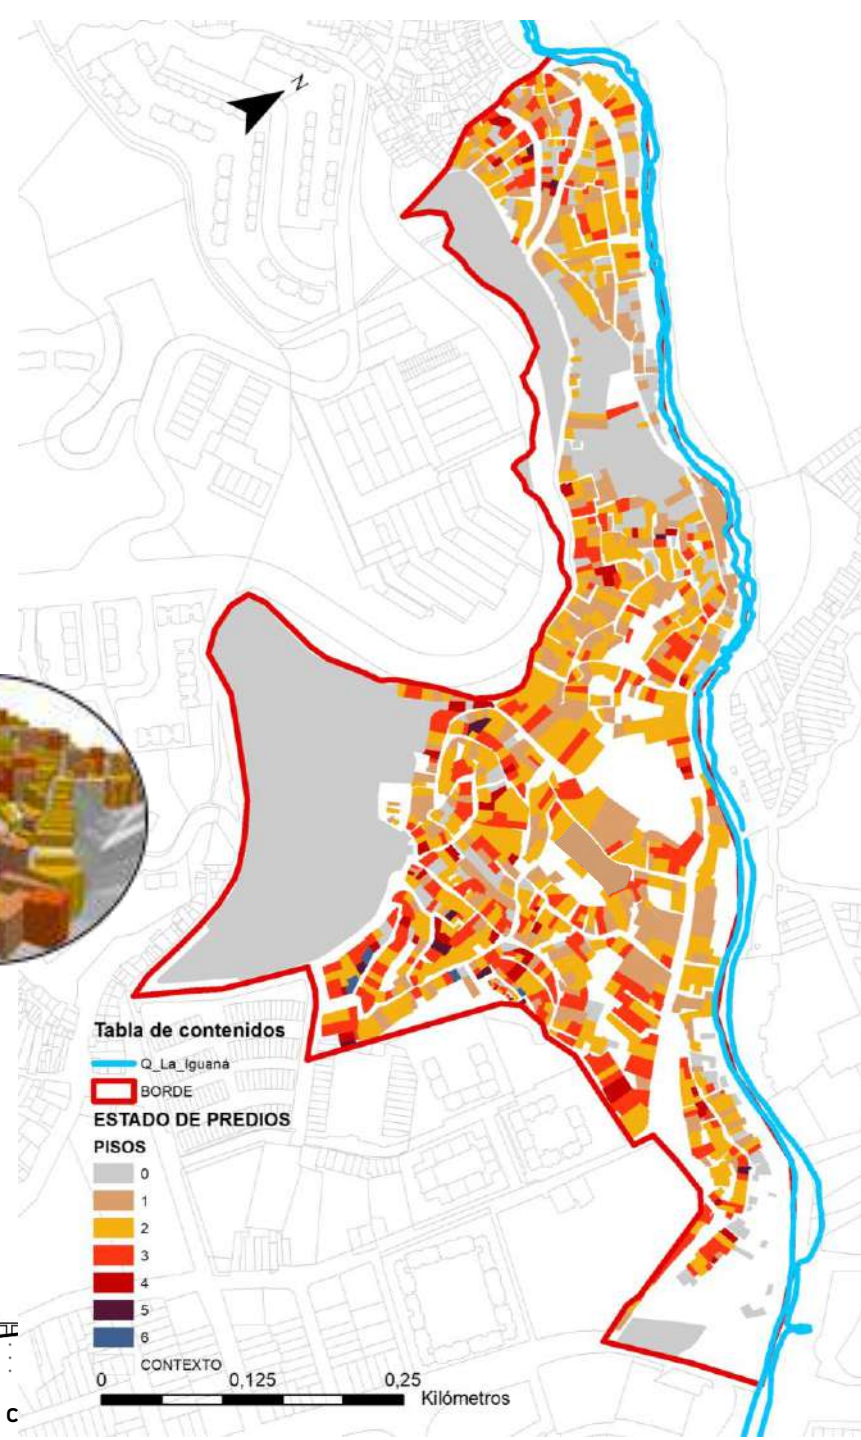 N
Tabla de contenidos
Q_La_Iguaná
BORDE
ESTADO DE PREDIOS
PISOS
0
1
2
3
4
5
6
CONTEXTO
0 0,125 0,25
Kilómetros
C